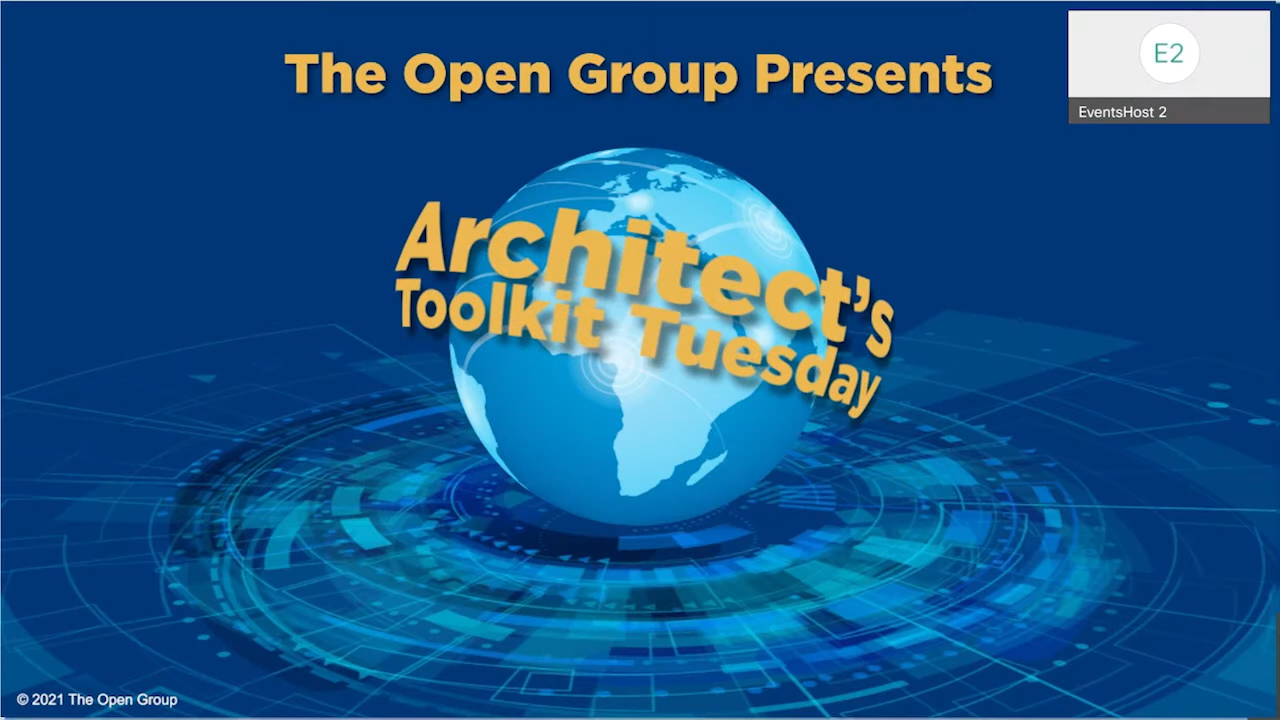 The Open Group Presents
E2
EventsHost 2
Architect's
Toolkit Tuesday
© 2021 The Open Group